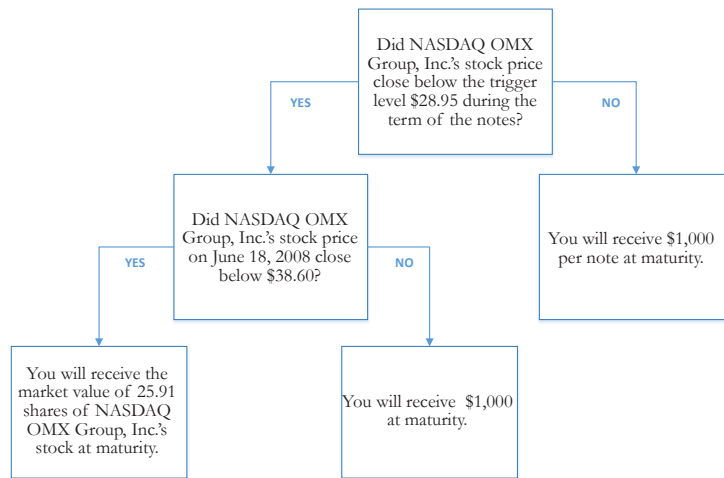 Did NASDAQ OMX
Group, Inc.'s stock price
close below the trigger
level $28.95 during the
term of the notes?
YES
NO
Did NASDAQ OMX
Group, Inc.'s stock price
on June 18, 2008 close
below $38.60?
You will receive $1,000
per note at maturity.
YES
NO
You will receive the
market value of 25.91
shares of NASDAQ
OMX Group, Inc.'s
stock at maturity.
You will receive $1,000
at maturity.